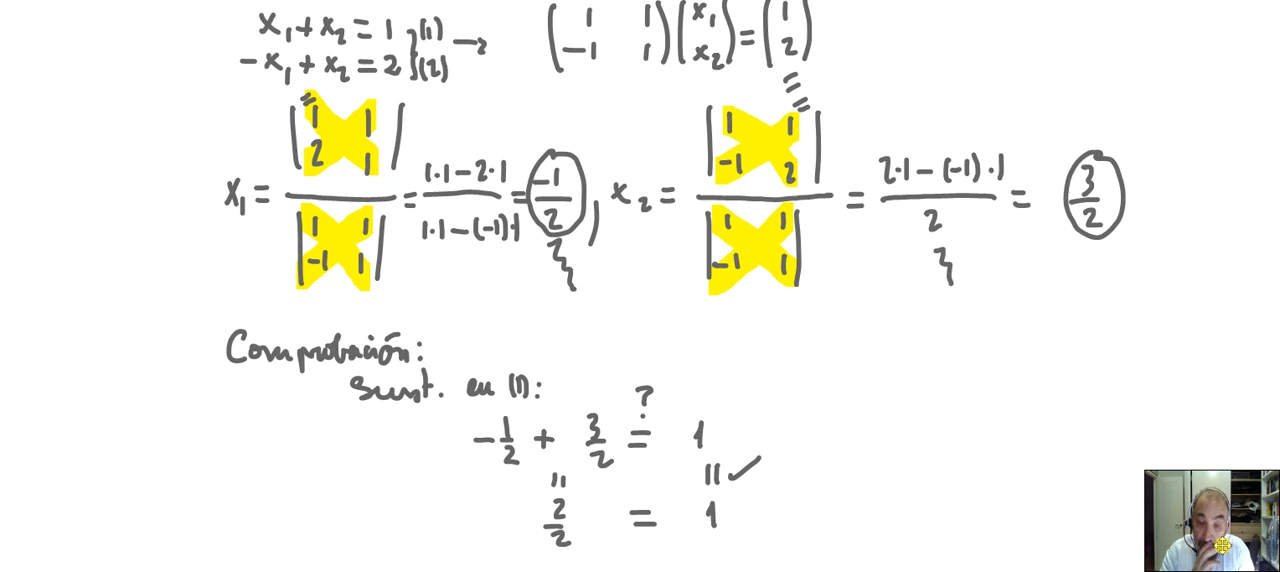 x₁ + x₂ = 1 } (1) → ( 1 1 ) ( x₁ ) = ( 1 )
-x₁ + x₂ = 2 } (2) ( -1 1 ) ( x₂ ) ( 2 )
x₁ = | 1 1 ; 2 1 | / | 1 1 ; -1 1 | = (1·1 - 2·1) / (1·1 - (-1)·1) = -1/2 , x₂ = | 1 1 ; -1 2 | / | 1 1 ; -1 1 | = (2·1 - (-1)·1) / 2 = 3/2
Comprobación:
Sust. en (1):
-1/2 + 3/2 =? 1
|| || ✓
2/2 = 1